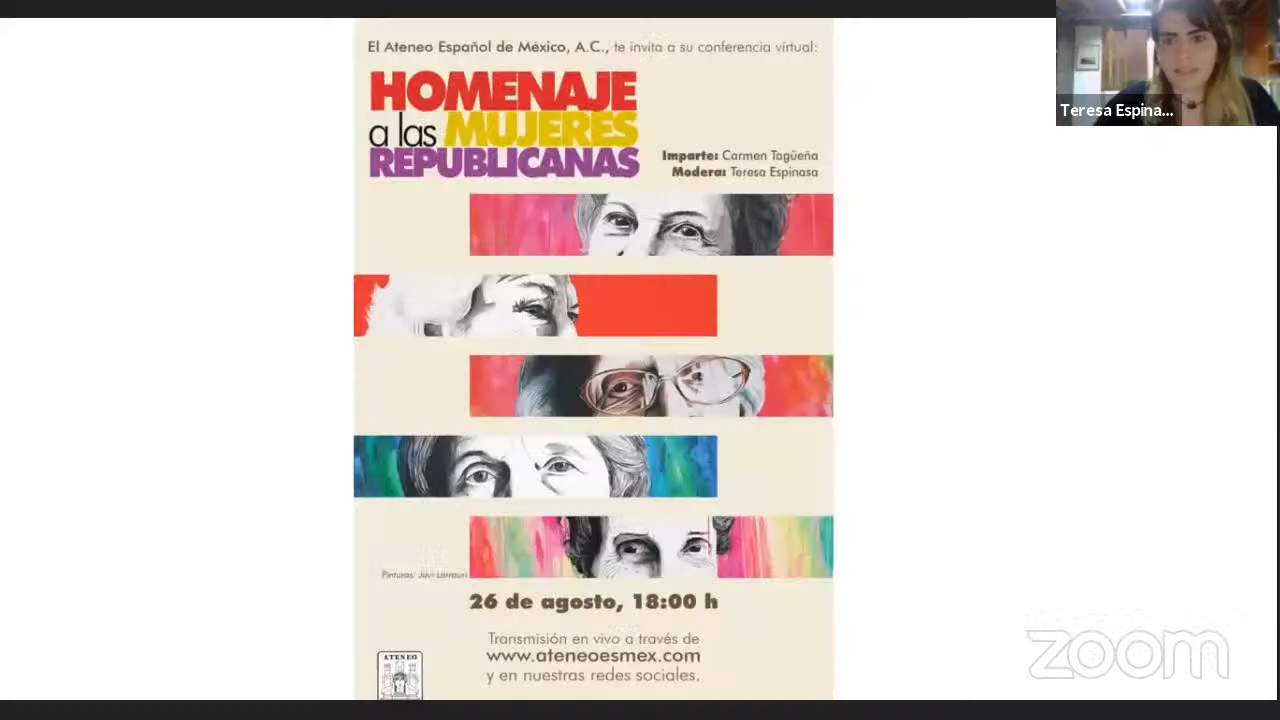 El Ateneo Español de México, A.C., te invita a su conferencia virtual:
HOMENAJE
a las MUJERES
REPUBLICANAS
Imparte: Carmen Tagüeña
Modera: Teresa Espinasa
Teresa Espina...
Pinturas: Javi Larrauri
26 de agosto, 18:00 h
Transmisión en vivo a través de
www.ateneoesmex.com
y en nuestras redes sociales.
ATENEO
zoom